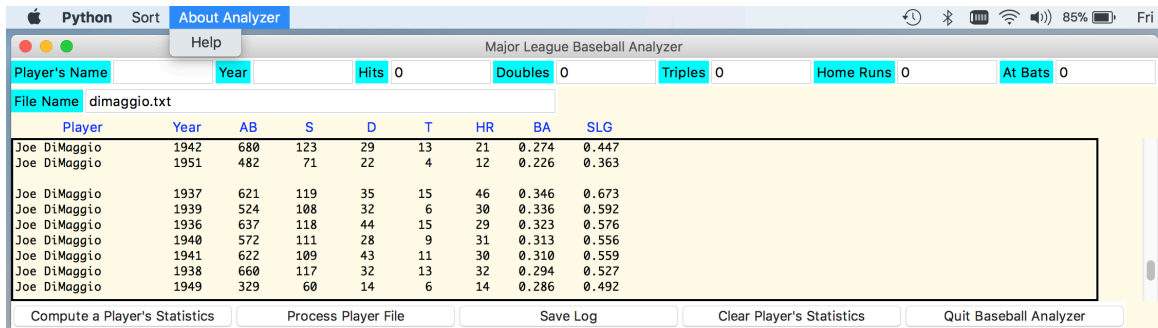 Python Sort About Analyzer 85% Fri
Help
Major League Baseball Analyzer
Player's Name Year Hits 0 Doubles 0 Triples 0 Home Runs 0 At Bats 0
File Name dimaggio.txt
Player Year AB S D T HR BA SLG
Joe DiMaggio 1942 680 123 29 13 21 0.274 0.447
Joe DiMaggio 1951 482 71 22 4 12 0.226 0.363
Joe DiMaggio 1937 621 119 35 15 46 0.346 0.673
Joe DiMaggio 1939 524 108 32 6 30 0.336 0.592
Joe DiMaggio 1936 637 118 44 15 29 0.323 0.576
Joe DiMaggio 1940 572 111 28 9 31 0.313 0.556
Joe DiMaggio 1941 622 109 43 11 30 0.310 0.559
Joe DiMaggio 1938 660 117 32 13 32 0.294 0.527
Joe DiMaggio 1949 329 60 14 6 14 0.286 0.492
Compute a Player's Statistics Process Player File Save Log Clear Player's Statistics Quit Baseball Analyzer